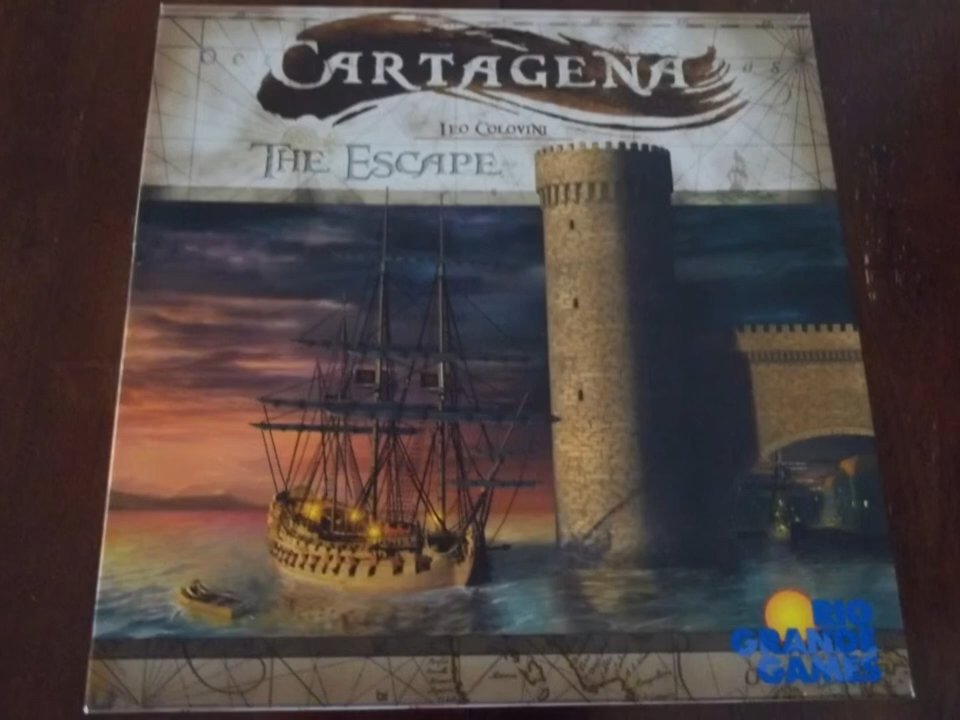 CARTAGENA
LEO COLOVINI
THE ESCAPE
RIO
GRANDE
GAMES